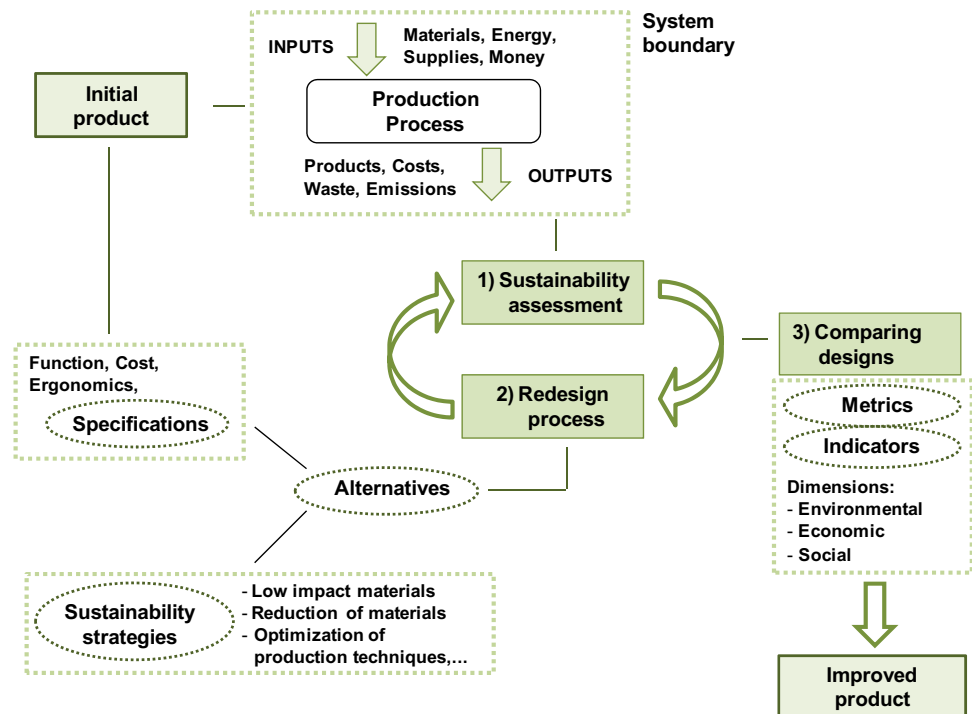 System
boundary
INPUTS
Materials, Energy,
Supplies, Money
Initial
product
Production
Process
Products, Costs,
Waste, Emissions
OUTPUTS
1) Sustainability
assessment
3) Comparing
designs
Function, Cost,
Ergonomics,
Specifications
2) Redesign
process
Metrics
Indicators
Dimensions:
- Environmental
- Economic
- Social
Alternatives
Sustainability
strategies
- Low impact materials
- Reduction of materials
- Optimization of
production techniques,...
Improved
product